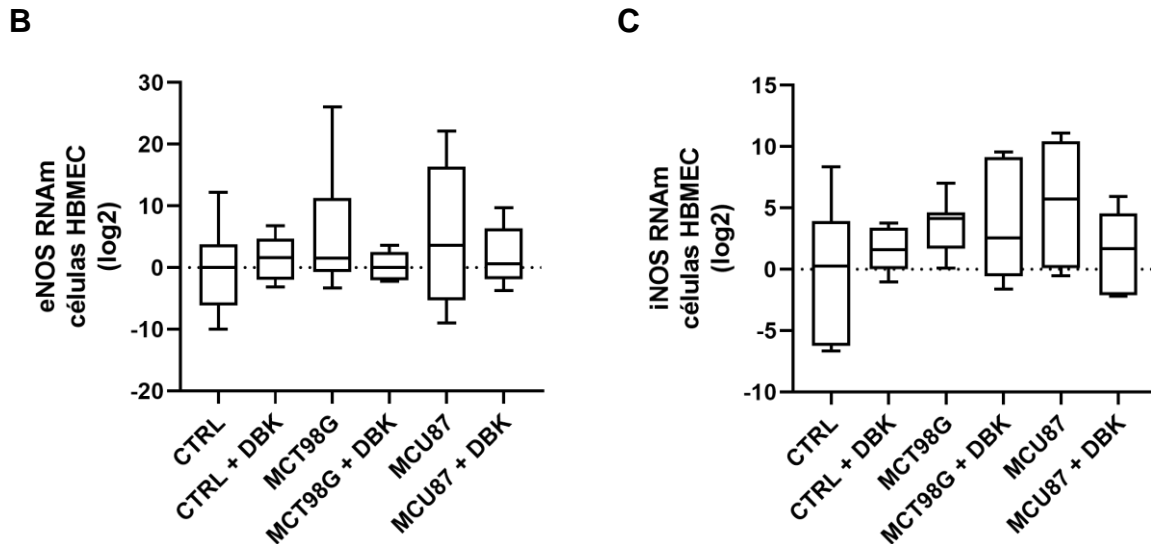 B
eNOS RNAm
células HBMEC
(log2)
30
20
10
0
-10
-20
CTRL
CTRL + DBK
MCT98G
MCT98G + DBK
MCU87
MCU87 + DBK
C
iNOS RNAm
células HBMEC
(log2)
15
10
5
0
-5
-10
CTRL
CTRL + DBK
MCT98G
MCT98G + DBK
MCU87
MCU87 + DBK